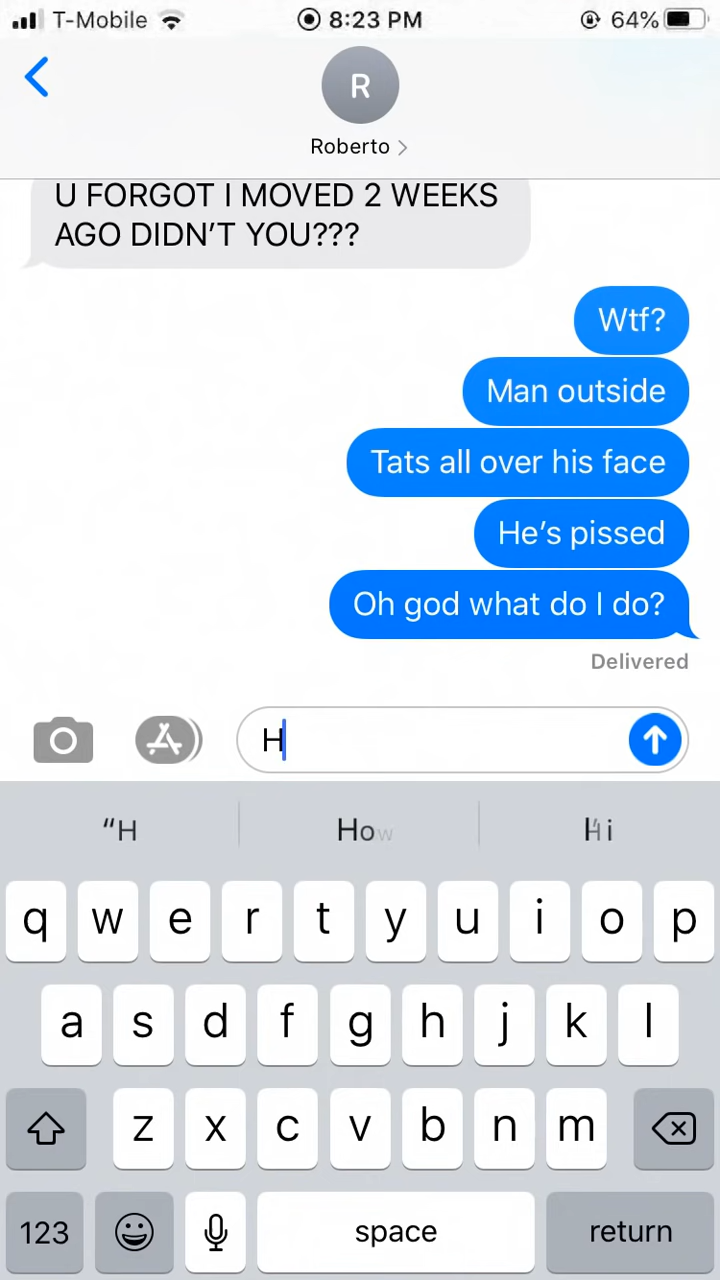 T-Mobile 8:23 PM 64%
R
Roberto
U FORGOT I MOVED 2 WEEKS
AGO DIDN'T YOU???
Wtf?
Man outside
Tats all over his face
He's pissed
Oh god what do I do?
Delivered
H
“H How Hi
q w e r t y u i o p
a s d f g h j k l
z x c v b n m
123 space return